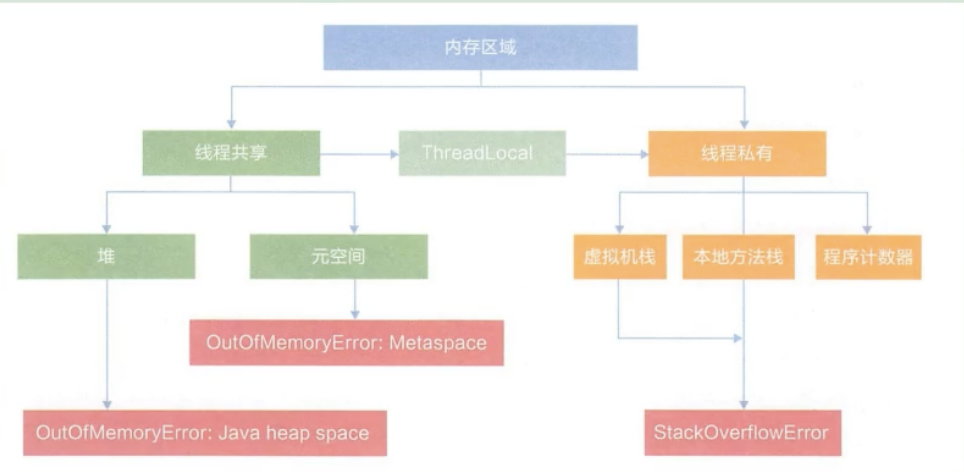 内存区域
线程共享
ThreadLocal
线程私有
堆
元空间
虚拟机栈
本地方法栈
程序计数器
OutOfMemoryError: Metaspace
OutOfMemoryError: Java heap space
StackOverflowError